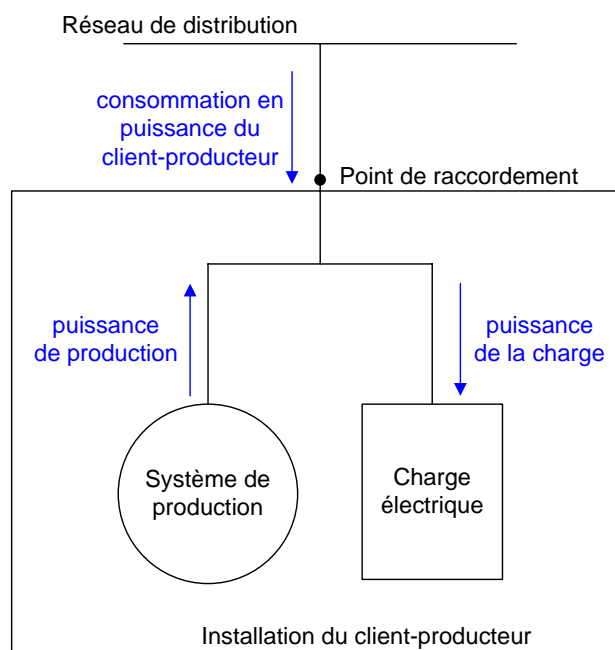 Réseau de distribution
consommation en
puissance du
client-producteur
Point de raccordement
puissance
de production
puissance
de la charge
Système de
production
Charge
électrique
Installation du client-producteur